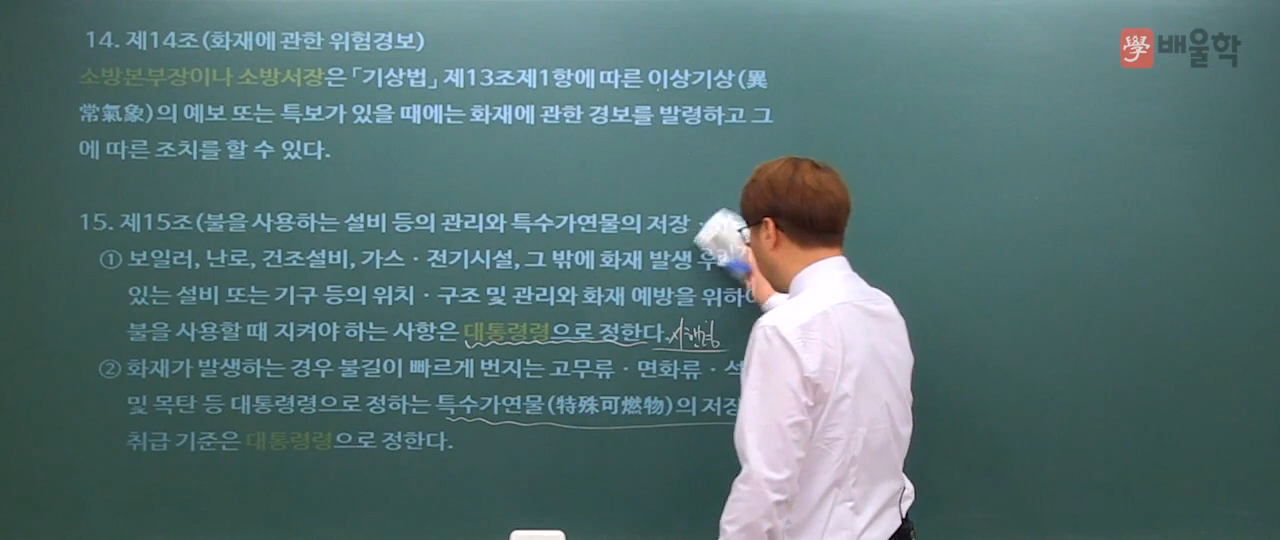 學 배울학
14. 제14조(화재에 관한 위험경보)
소방본부장이나 소방서장은 「기상법」 제13조제1항에 따른 이상기상(異
常氣象)의 예보 또는 특보가 있을 때에는 화재에 관한 경보를 발령하고 그
에 따른 조치를 할 수 있다.
15. 제15조(불을 사용하는 설비 등의 관리와 특수가연물의 저장 ·
① 보일러, 난로, 건조설비, 가스 · 전기시설, 그 밖에 화재 발생
있는 설비 또는 기구 등의 위치 · 구조 및 관리와 화재 예방을 위하여
불을 사용할 때 지켜야 하는 사항은 대통령령으로 정한다. 시행령
② 화재가 발생하는 경우 불길이 빠르게 번지는 고무류 · 면화류 · 석
및 목탄 등 대통령령으로 정하는 특수가연물(特殊可燃物)의 저장
취급 기준은 대통령령으로 정한다.